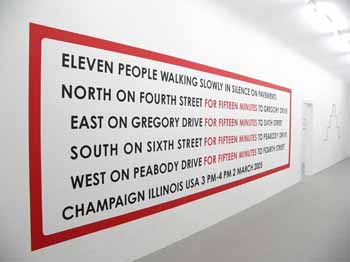 ELEVEN PEOPLE WALKING SLOWLY IN SILENCE ON PAVEMENTS
NORTH ON FOURTH STREET FOR FIFTEEN MINUTES TO GREGORY DRIVE
EAST ON GREGORY DRIVE FOR FIFTEEN MINUTES TO SIXTH STREET
SOUTH ON SIXTH STREET FOR FIFTEEN MINUTES TO PEABODY DRIVE
WEST ON PEABODY DRIVE FOR FIFTEEN MINUTES TO FOURTH STREET
CHAMPAIGN ILLINOIS USA 3 PM-4 PM 2 MARCH 2005